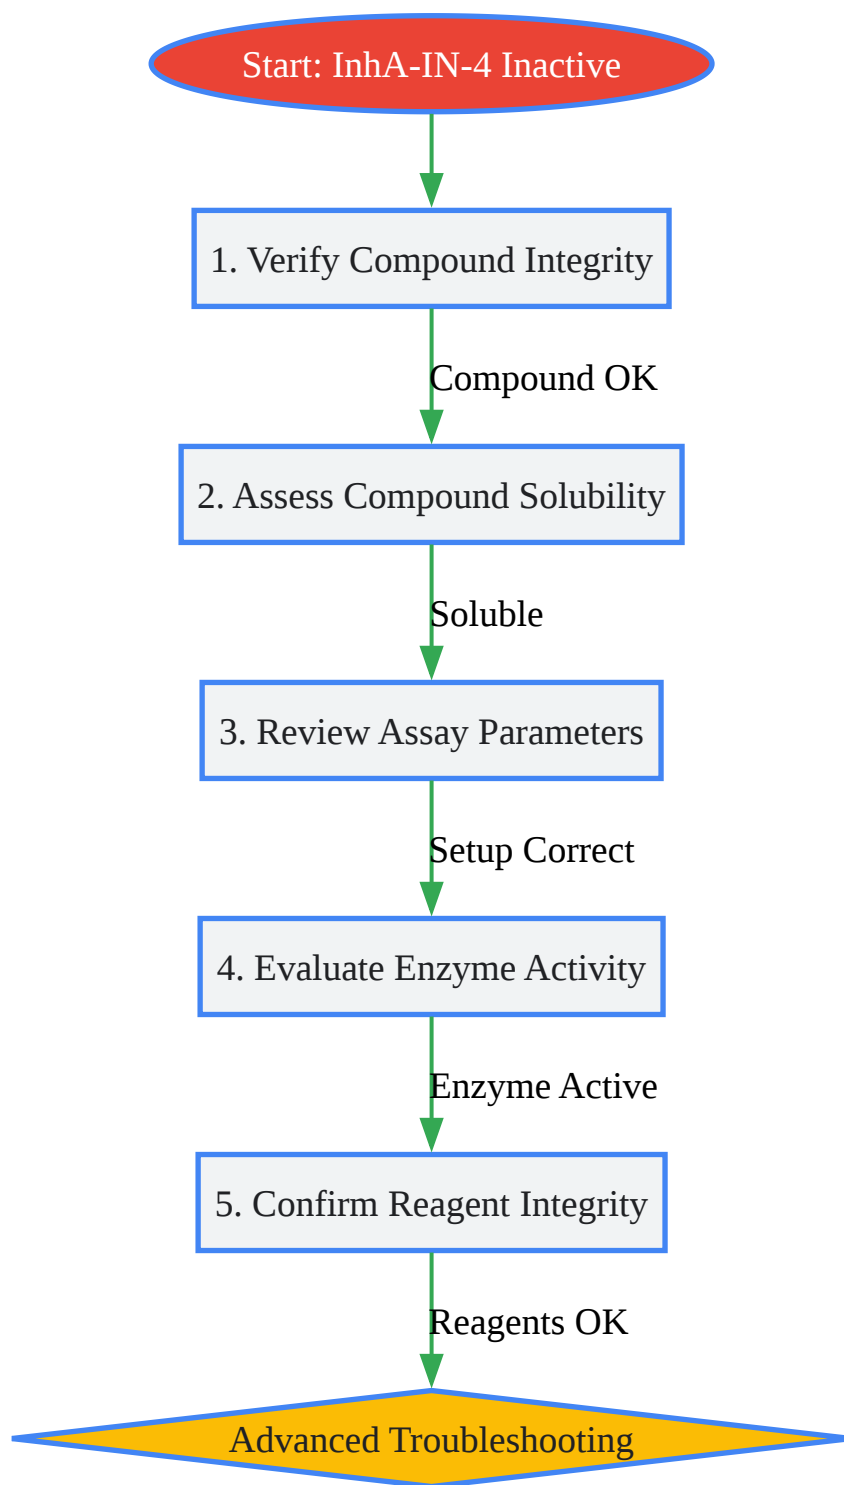 Start: InhA-IN-4 Inactive
1. Verify Compound Integrity
Compound OK
2. Assess Compound Solubility
Soluble
3. Review Assay Parameters
Setup Correct
4. Evaluate Enzyme Activity
Enzyme Active
5. Confirm Reagent Integrity
Reagents OK
Advanced Troubleshooting